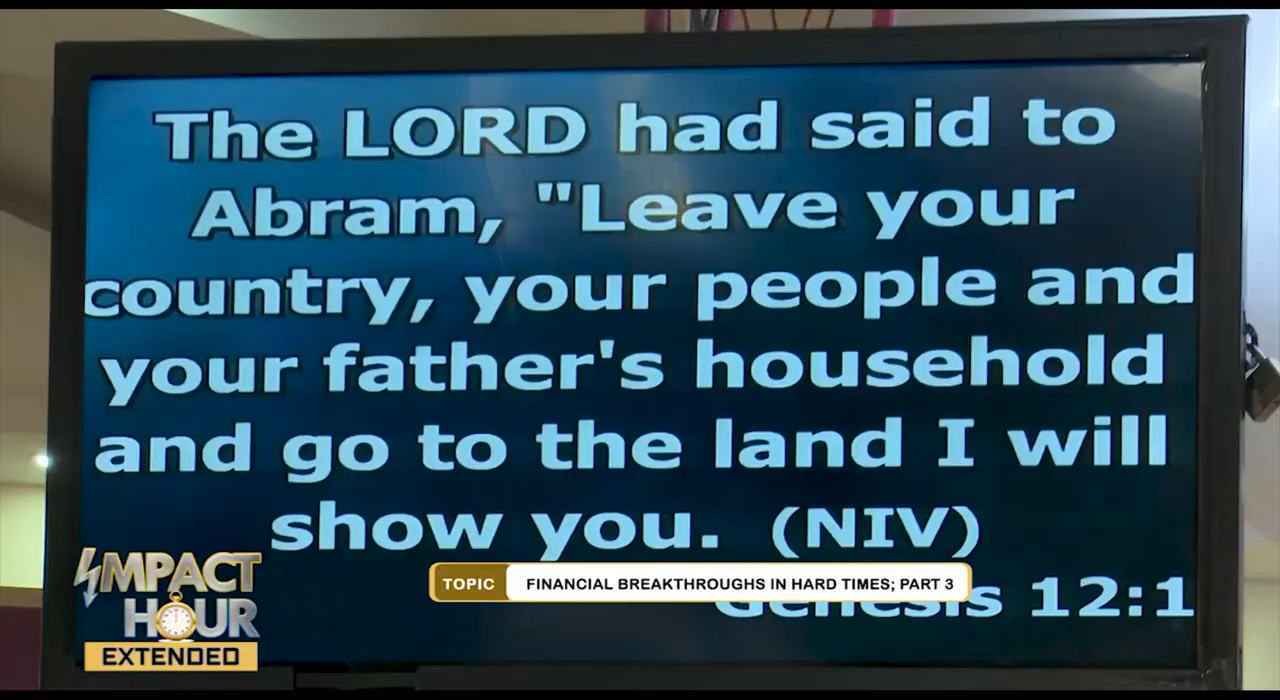 The LORD had said to
Abram, "Leave your
country, your people and
your father's household
and go to the land I will
show you. (NIV)
Genesis 12:1
IMPACT
HOUR
EXTENDED
TOPIC
FINANCIAL BREAKTHROUGHS IN HARD TIMES; PART 3